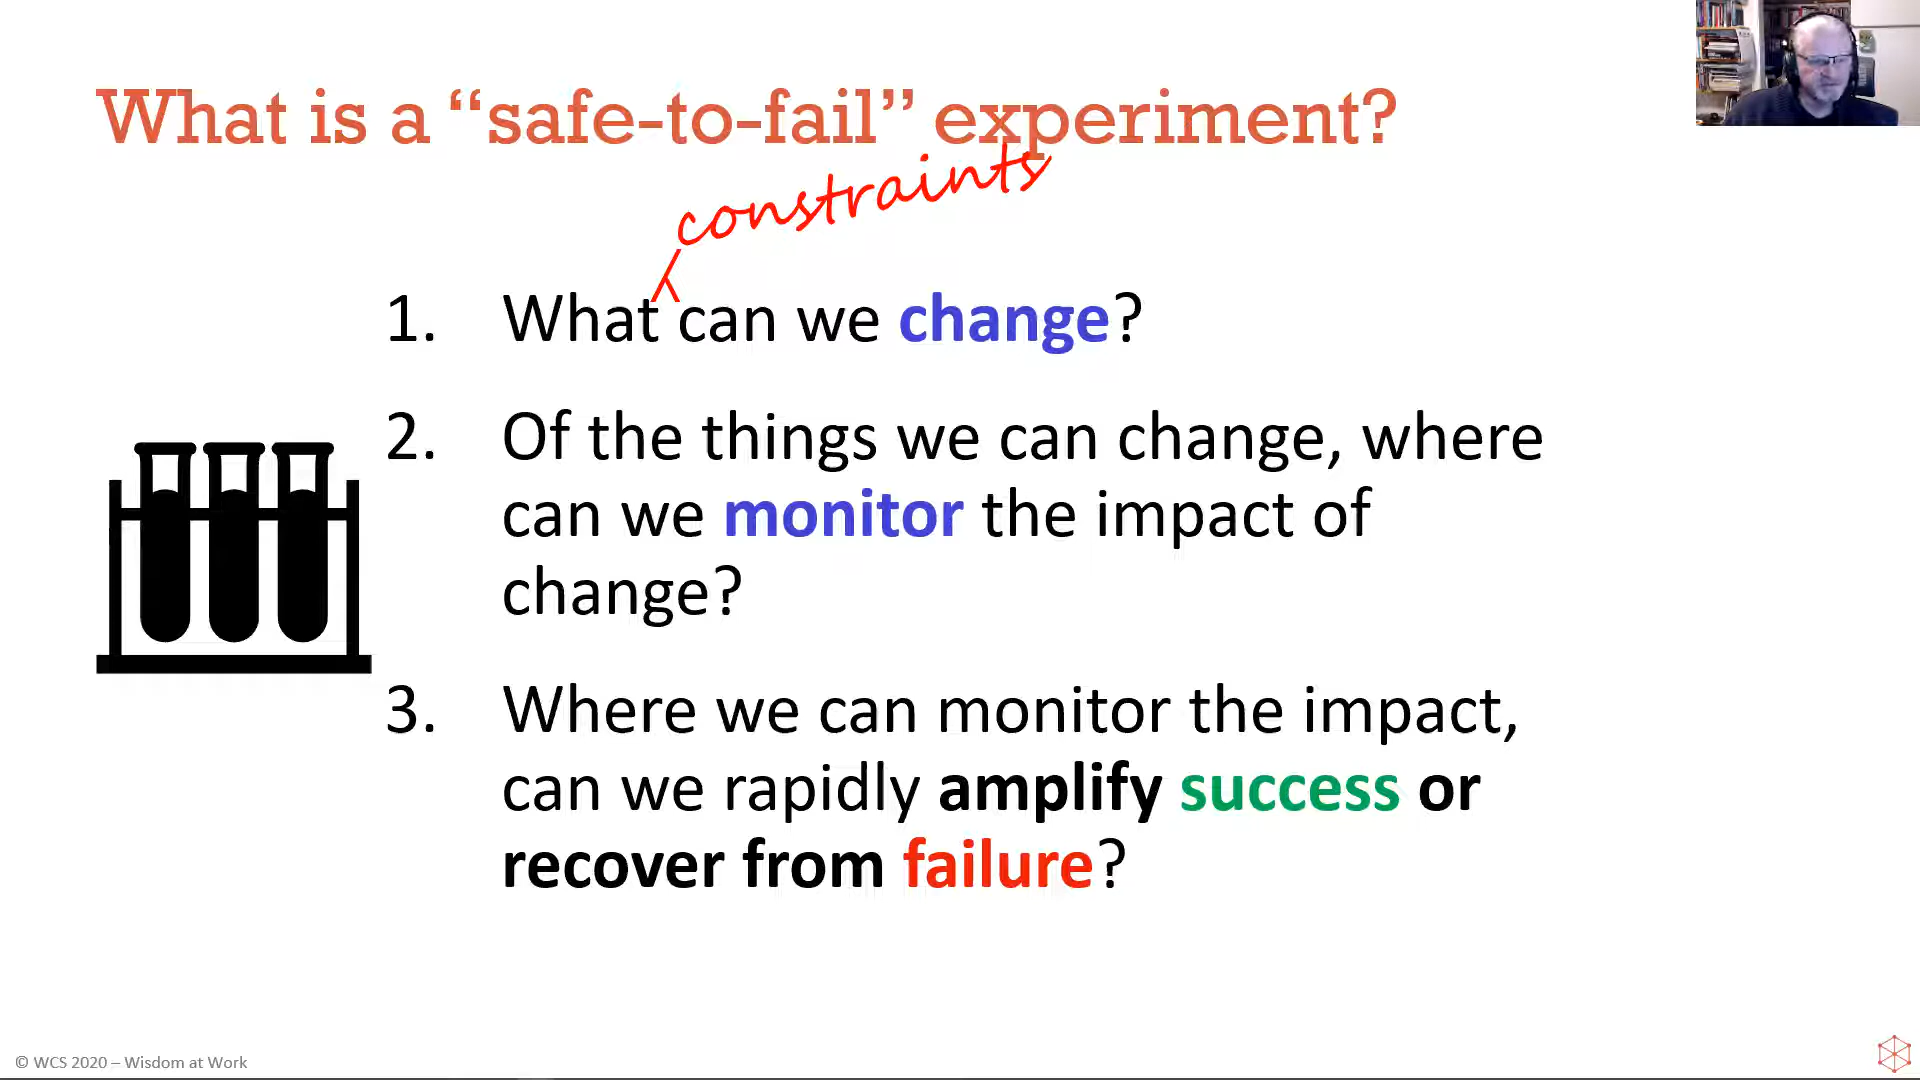 What is a “safe-to-fail” experiment?
constraints
1. What can we change?
2. Of the things we can change, where
can we monitor the impact of
change?
3. Where we can monitor the impact,
can we rapidly amplify success or
recover from failure?
© WCS 2020 – Wisdom at Work